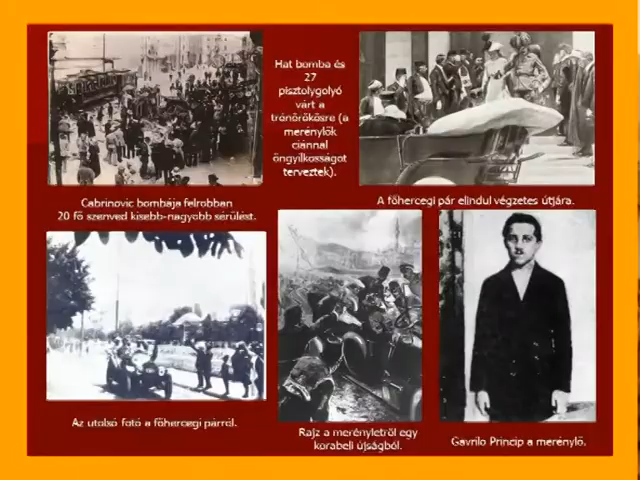 Hat bomba és
27
pisztolygolyó
várt a
trónörökösre (a
merénylők
ciánnal
öngyilkosságot
terveztek).
Cabrinovic bombája felrobban
20 fő szenved kisebb-nagyobb sérülést.
A főhercegi pár elindul végzetes útjára.
Az utolsó fotó a főhercegi párról.
Rajz a merényletről egy
korabeli újságból.
Gavrilo Princip a merénylő.